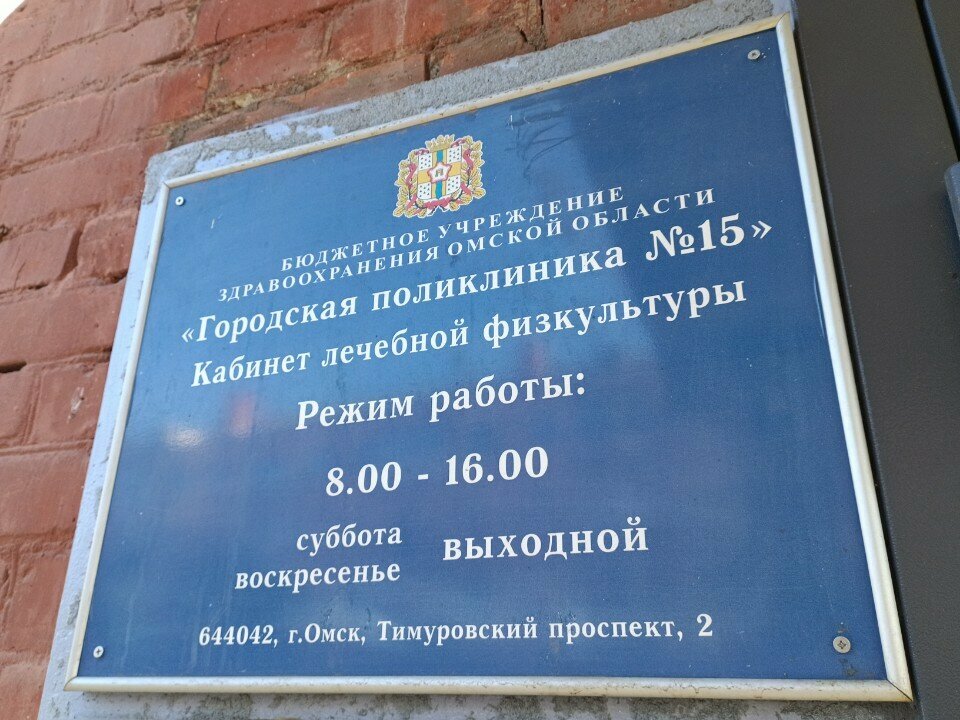 БЮДЖЕТНОЕ УЧРЕЖДЕНИЕ
ЗДРАВООХРАНЕНИЯ ОМСКОЙ ОБЛАСТИ
«Городская поликлиника №15»
Кабинет лечебной физкультуры
Режим работы:
8.00 - 16.00
суббота
воскресенье
выходной
644042, г.Омск, Тимуровский проспект, 2